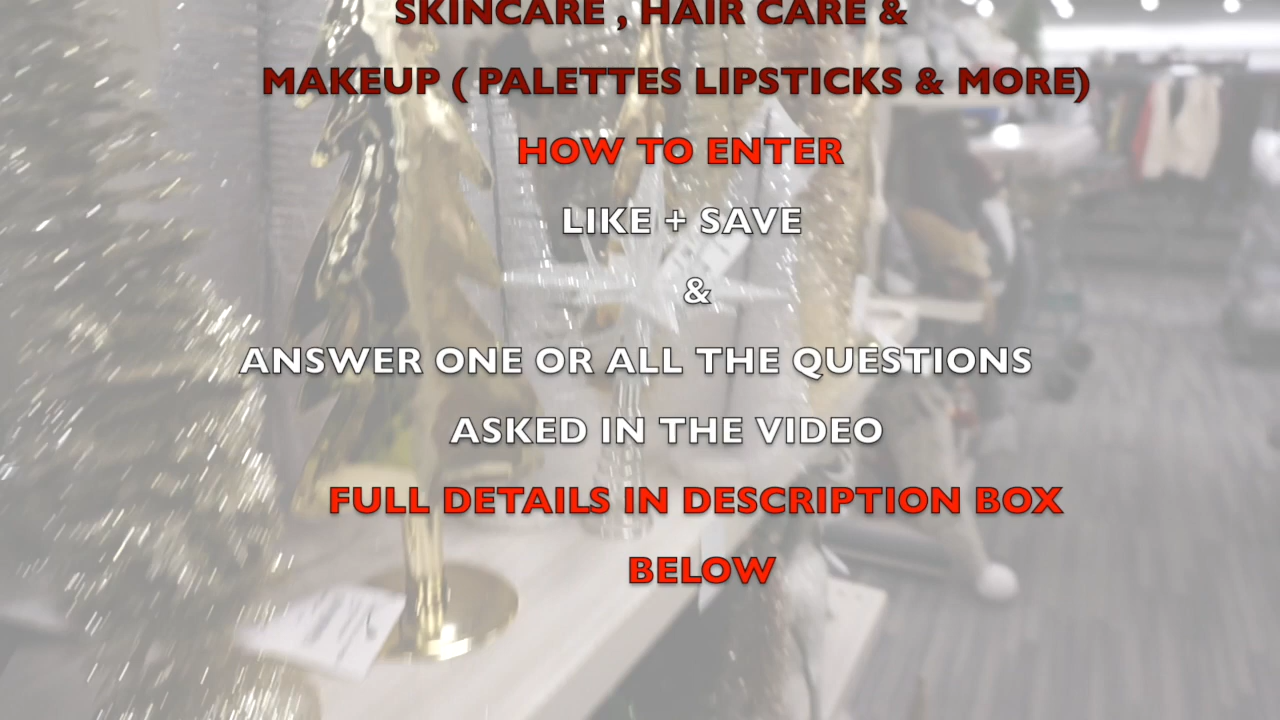 SKINCARE , HAIR CARE &
MAKEUP ( PALETTES LIPSTICKS & MORE)
HOW TO ENTER
LIKE + SAVE
&
ANSWER ONE OR ALL THE QUESTIONS
ASKED IN THE VIDEO
FULL DETAILS IN DESCRIPTION BOX
BELOW